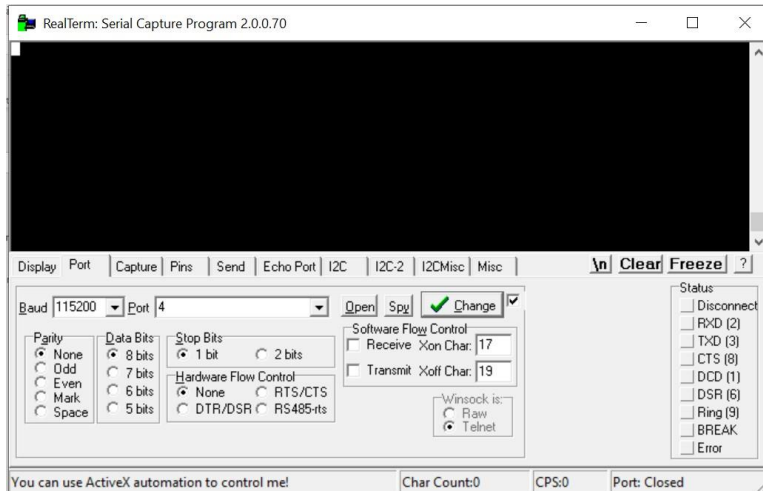 RealTerm: Serial Capture Program 2.0.0.70
Display Port Capture Pins Send Echo Port I2C I2C-2 I2CMisc Misc \n Clear Freeze ?
Baud 115200 Port 4 Open Spy Change
Parity
None
Odd
Even
Mark
Space
Data Bits
8 bits
7 bits
6 bits
5 bits
Stop Bits
1 bit 2 bits
Hardware Flow Control
None RTS/CTS
DTR/DSR RS485-rts
Software Flow Control
Receive Xon Char: 17
Transmit Xoff Char: 19
Winsock is:
Raw
Telnet
Status
Disconnect
RXD (2)
TXD (3)
CTS (8)
DCD (1)
DSR (6)
Ring (9)
BREAK
Error
You can use ActiveX automation to control me! Char Count:0 CPS:0 Port: Closed